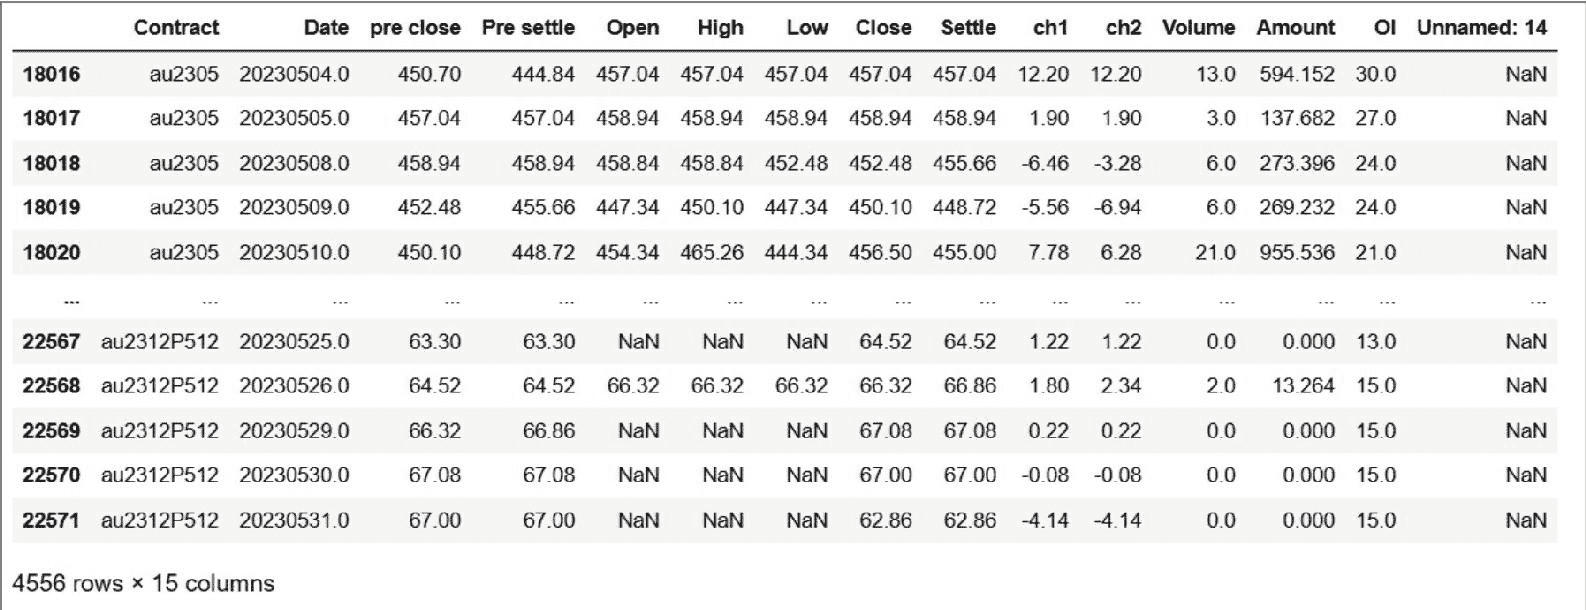 Contract Date pre close Pre settle Open High Low Close Settle ch1 ch2 Volume Amount OI Unnamed: 14
18016 au2305 20230504.0 450.70 444.84 457.04 457.04 457.04 457.04 457.04 12.20 12.20 13.0 594.152 30.0 NaN
18017 au2305 20230505.0 457.04 457.04 458.94 458.94 458.94 458.94 458.94 1.90 1.90 3.0 137.682 27.0 NaN
18018 au2305 20230508.0 458.94 458.94 458.84 458.84 452.48 452.48 455.66 -6.46 -3.28 6.0 273.396 24.0 NaN
18019 au2305 20230509.0 452.48 455.66 447.34 450.10 447.34 450.10 448.72 -5.56 -6.94 6.0 269.232 24.0 NaN
18020 au2305 20230510.0 450.10 448.72 454.34 465.26 444.34 456.50 455.00 7.78 6.28 21.0 955.536 21.0 NaN
... ... ... ... ... ... ... ... ... ... ... ... ... ... ... ...
22567 au2312P512 20230525.0 63.30 63.30 NaN NaN NaN 64.52 64.52 1.22 1.22 0.0 0.000 13.0 NaN
22568 au2312P512 20230526.0 64.52 64.52 66.32 66.32 66.32 66.32 66.86 1.80 2.34 2.0 13.264 15.0 NaN
22569 au2312P512 20230529.0 66.32 66.86 NaN NaN NaN 67.08 67.08 0.22 0.22 0.0 0.000 15.0 NaN
22570 au2312P512 20230530.0 67.08 67.08 NaN NaN NaN 67.00 67.00 -0.08 -0.08 0.0 0.000 15.0 NaN
22571 au2312P512 20230531.0 67.00 67.00 NaN NaN NaN 62.86 62.86 -4.14 -4.14 0.0 0.000 15.0 NaN
4556 rows × 15 columns